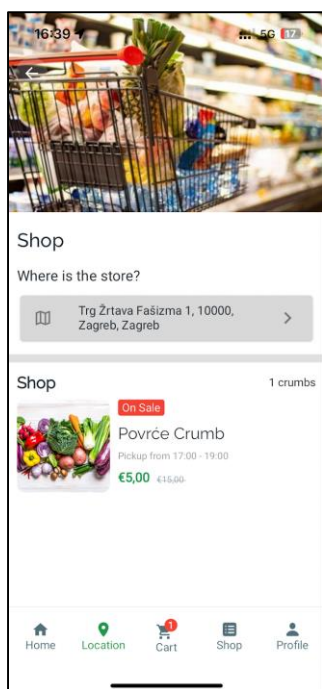 16:39
5G 17
Shop
Where is the store?
Trg Žrtava Fašizma 1, 10000,
Zagreb, Zagreb
Shop
1 crumbs
On Sale
Povrće Crumb
Pickup from 17:00 - 19:00
€5,00 €15,00
1
Home
Location
Cart
Shop
Profile